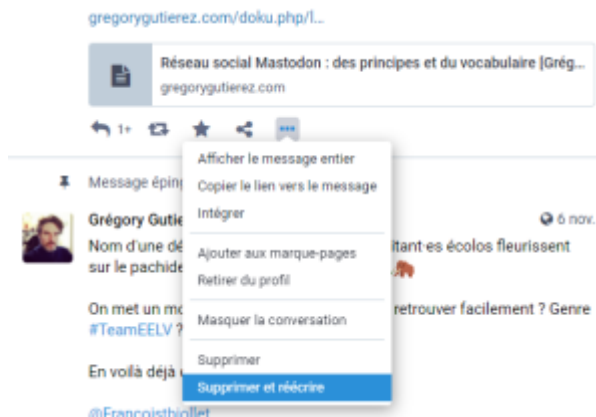 gregorygutierez.com/doku.php/l...
Réseau social Mastodon : des principes et du vocabulaire [Grég...
gregorygutierez.com
1+
Afficher le message entier
Copier le lien vers le message
Intégrer
Ajouter aux marque-pages
Retirer du profil
Masquer la conversation
Supprimer
Supprimer et réécrire
Message éping
Grégory Gutie 6 nov.
Nom d'une dé itant·es écolos fleurissent
sur le pachide
On met un mo retrouver facilement ? Genre
#TeamEELV ?
En voilà déjà
@Francoisthiollet